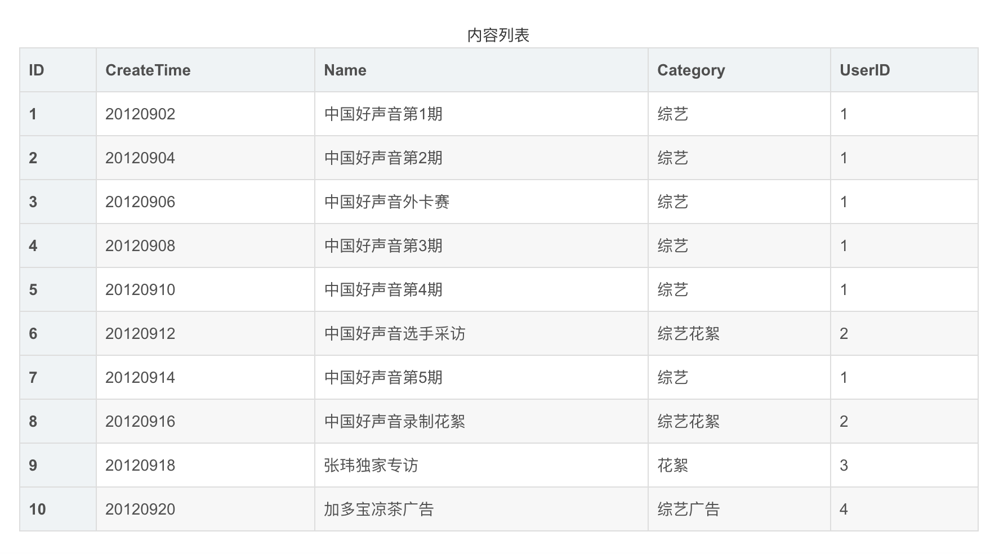 内容列表
ID CreateTime Name Category UserID
1 20120902 中国好声音第1期 综艺 1
2 20120904 中国好声音第2期 综艺 1
3 20120906 中国好声音外卡赛 综艺 1
4 20120908 中国好声音第3期 综艺 1
5 20120910 中国好声音第4期 综艺 1
6 20120912 中国好声音选手采访 综艺花絮 2
7 20120914 中国好声音第5期 综艺 1
8 20120916 中国好声音录制花絮 综艺花絮 2
9 20120918 张玮独家专访 花絮 3
10 20120920 加多宝凉茶广告 综艺广告 4